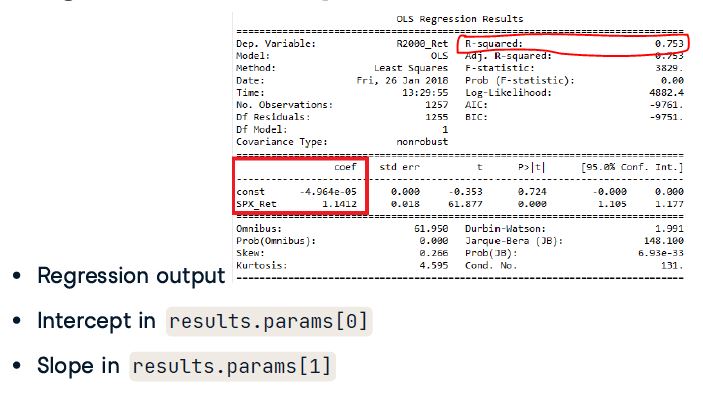 OLS Regression Results
==============================================================================
Dep. Variable: R2000_Ret R-squared: 0.753
Model: OLS Adj. R-squared: 0.753
Method: Least Squares F-statistic: 3829.
Date: Fri, 26 Jan 2018 Prob (F-statistic): 0.00
Time: 13:29:55 Log-Likelihood: 4882.4
No. Observations: 1257 AIC: -9761.
Df Residuals: 1255 BIC: -9751.
Df Model: 1
Covariance Type: nonrobust
==============================================================================
coef std err t P>|t| [95.0% Conf. Int.]
------------------------------------------------------------------------------
const -4.964e-05 0.000 -0.353 0.724 -0.000 0.000
SPX_Ret 1.1412 0.018 61.877 0.000 1.105 1.177
==============================================================================
Omnibus: 61.950 Durbin-Watson: 1.991
Prob(Omnibus): 0.000 Jarque-Bera (JB): 148.100
Skew: 0.266 Prob(JB): 6.93e-33
Kurtosis: 4.595 Cond. No. 131.
==============================================================================
• Regression output
• Intercept in results.params[0]
• Slope in results.params[1]